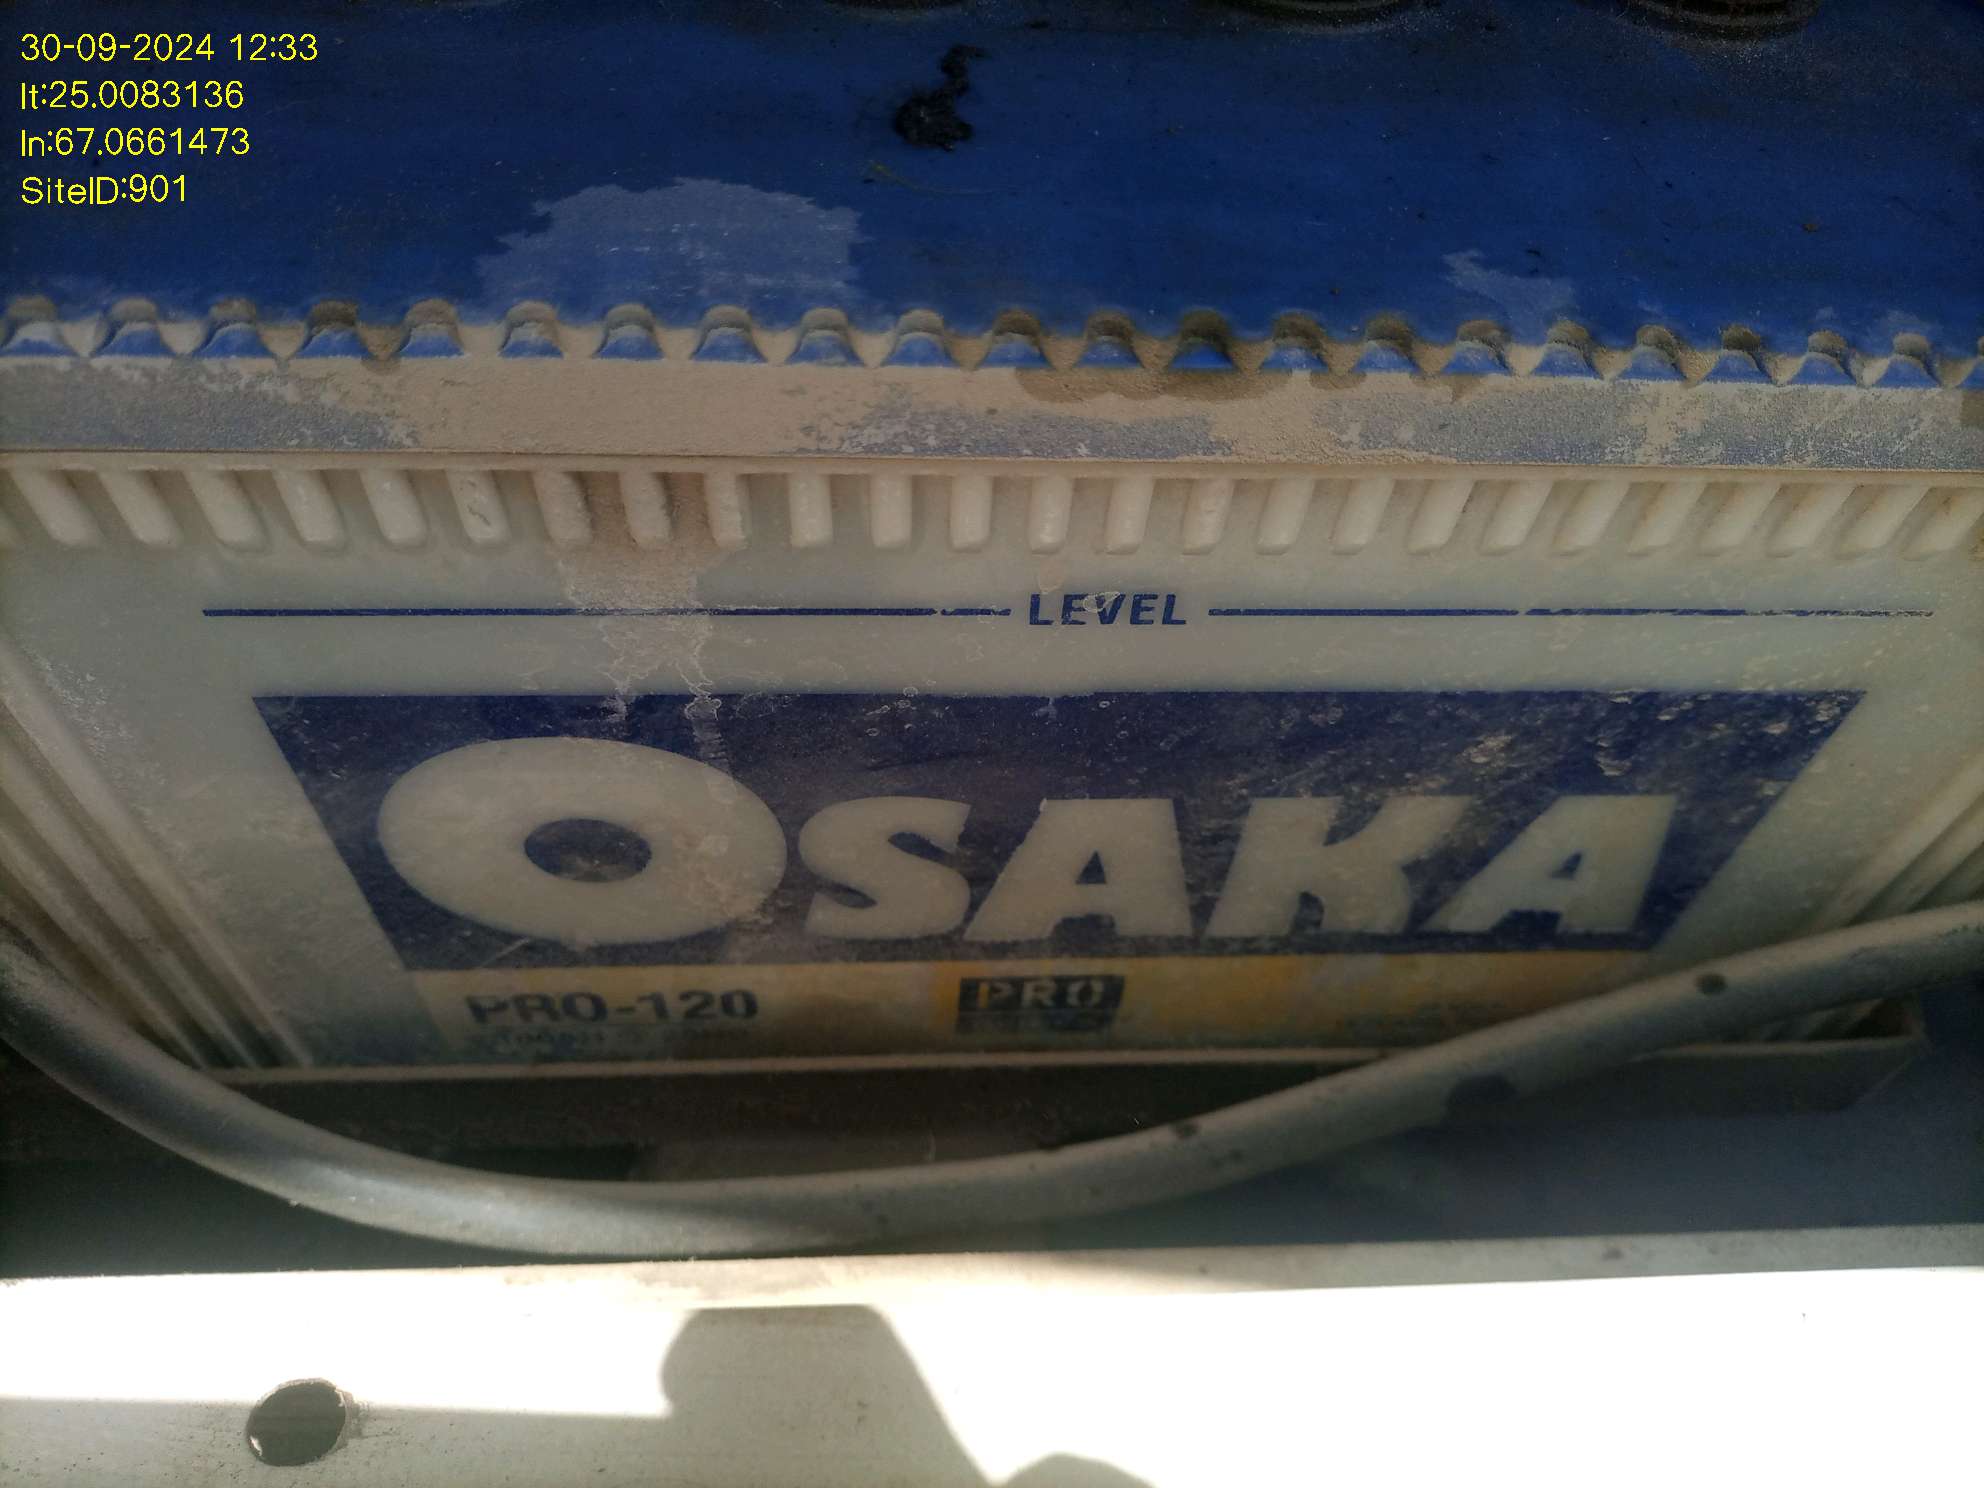 30-09-2024 12:33
lt:25.0083136
ln:67.0661473
SiteID:901
LEVEL
OSAKA
PRO-120
PRO